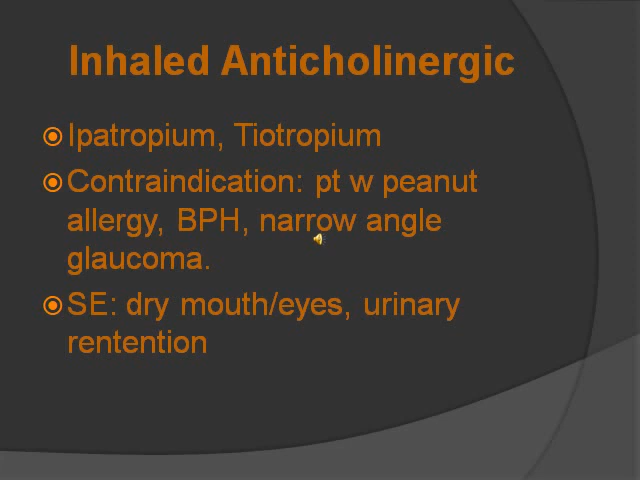 Inhaled Anticholinergic
Ipatropium, Tiotropium
Contraindication: pt w peanut
allergy, BPH, narrow angle
glaucoma.
SE: dry mouth/eyes, urinary
rentention